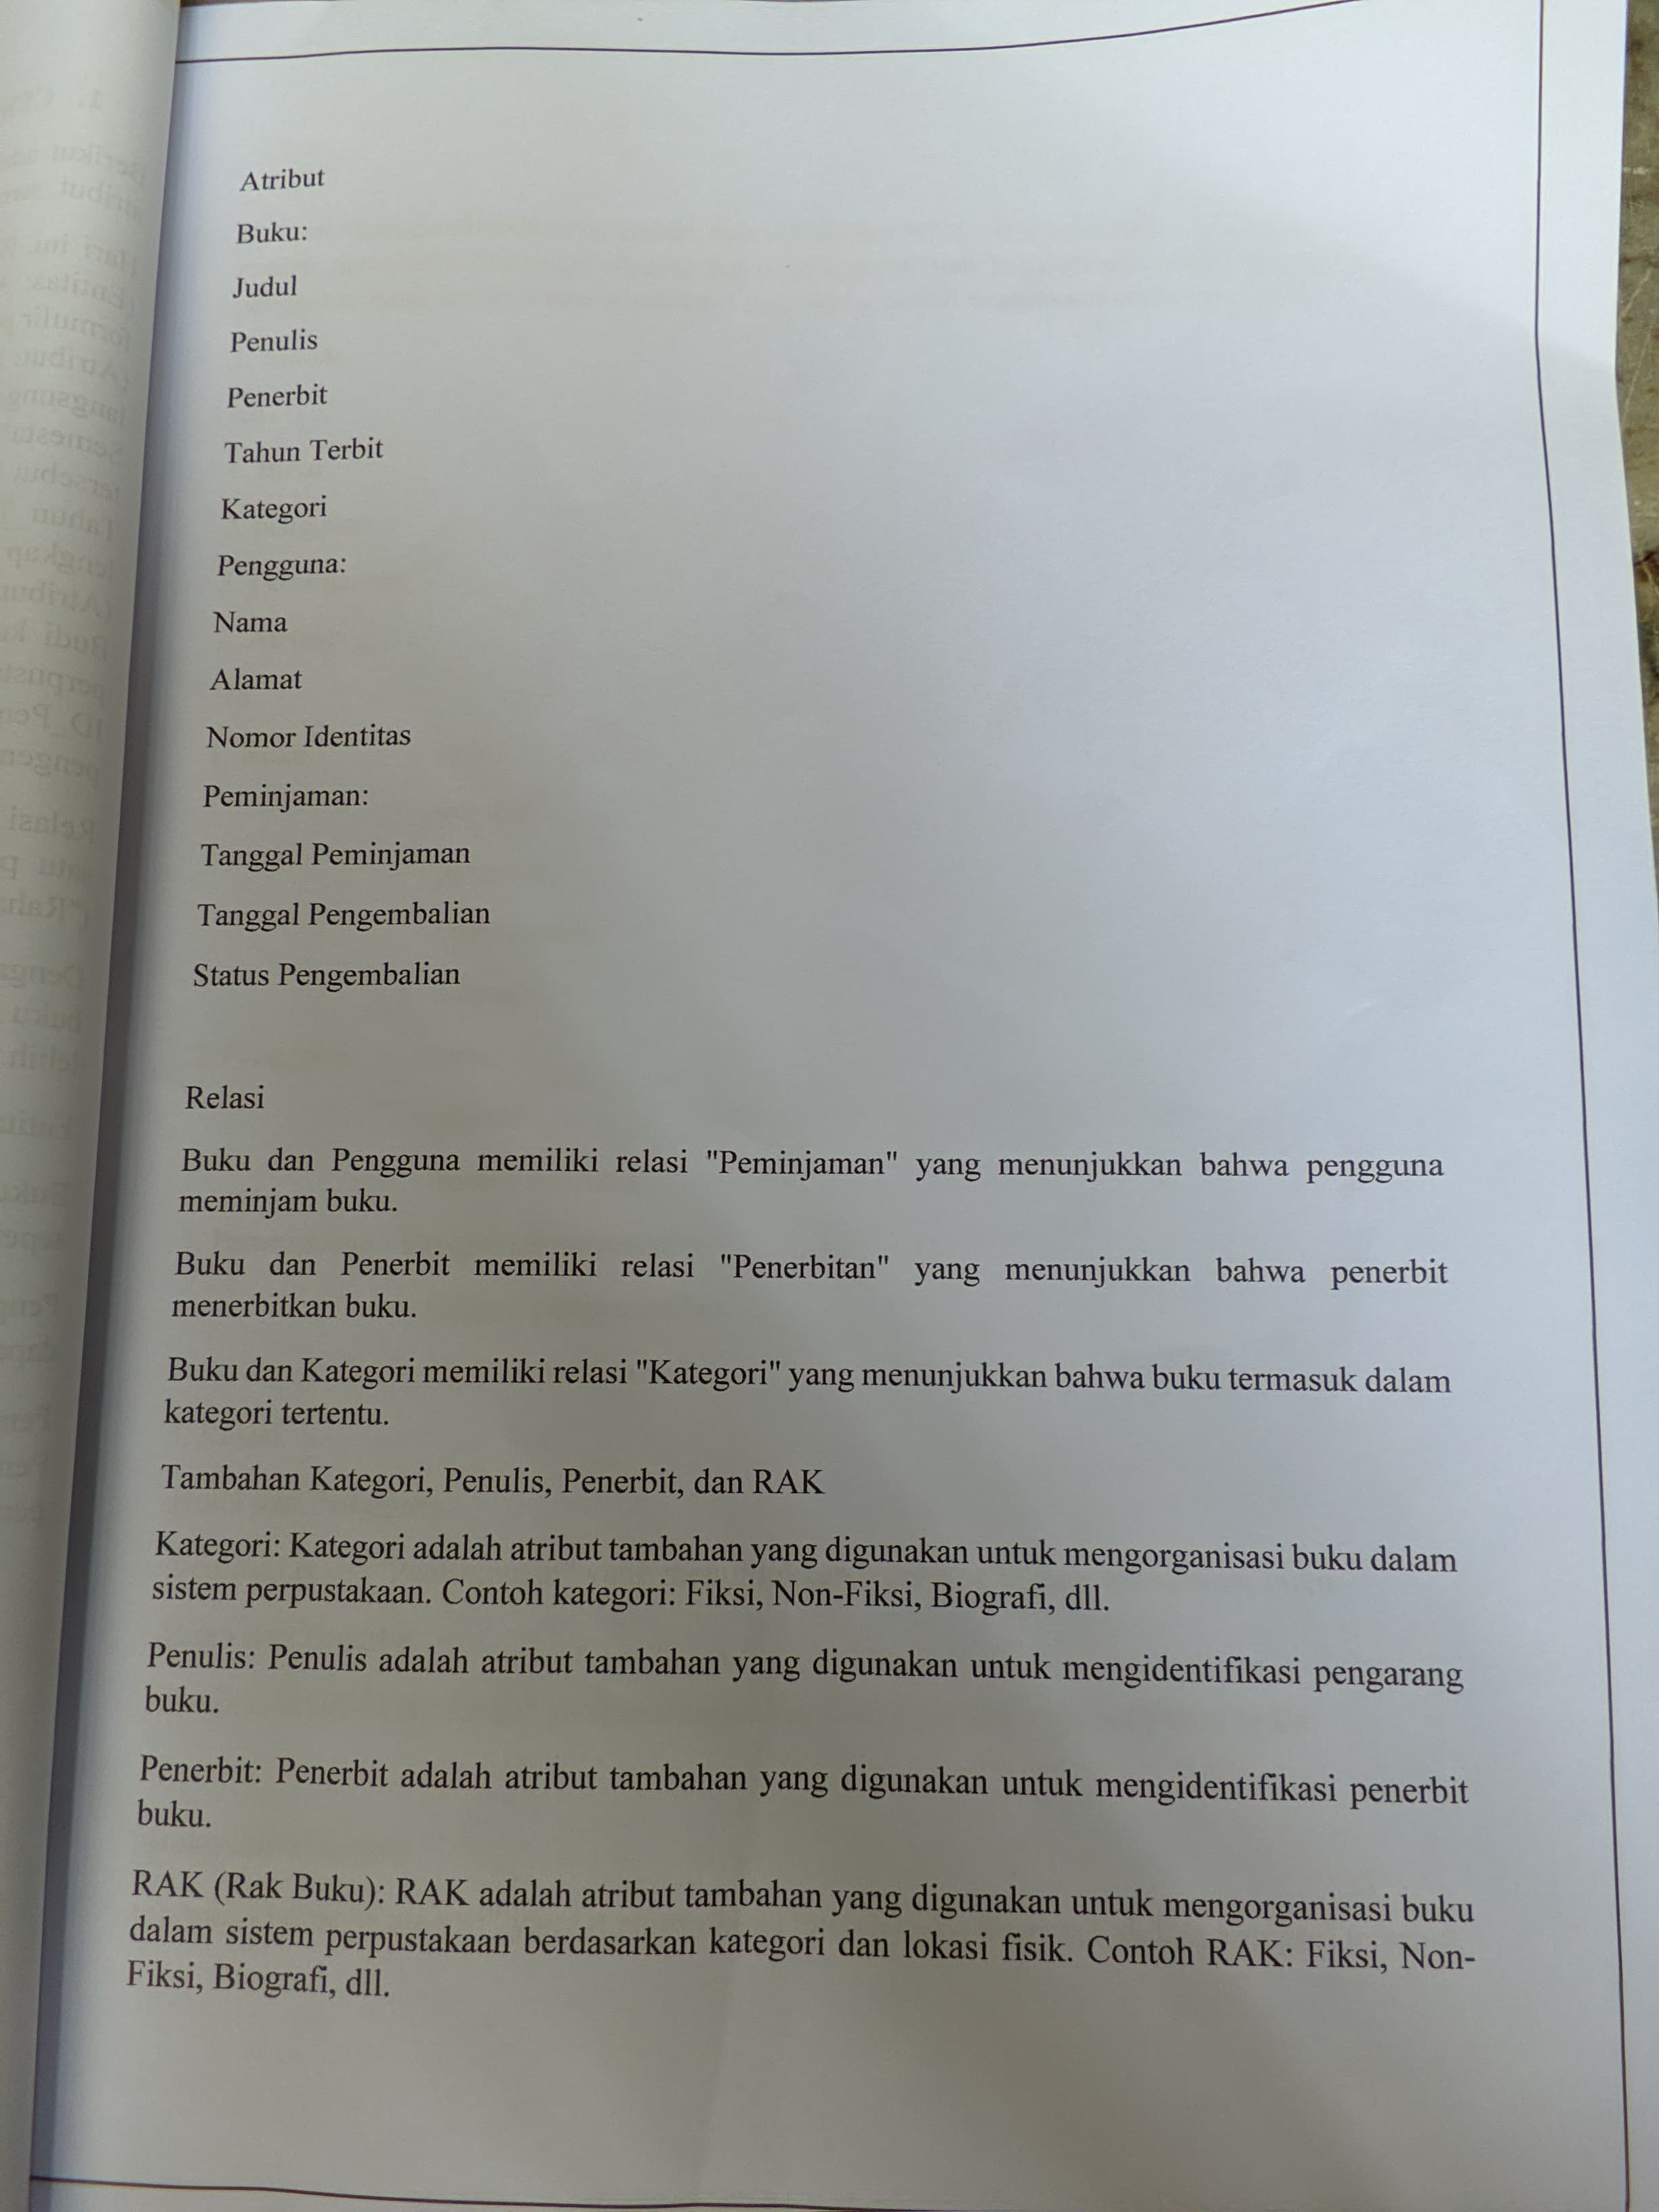 Atribut
Buku:
Judul
Penulis
Penerbit
Tahun Terbit
Kategori
Pengguna:
Nama
Alamat
Nomor Identitas
Peminjaman:
Tanggal Peminjaman
Tanggal Pengembalian
Status Pengembalian
Relasi
Buku dan Pengguna memiliki relasi "Peminjaman" yang menunjukkan bahwa pengguna
meminjam buku.
Buku dan Penerbit memiliki relasi "Penerbitan" yang menunjukkan bahwa penerbit
menerbitkan buku.
Buku dan Kategori memiliki relasi "Kategori" yang menunjukkan bahwa buku termasuk dalam
kategori tertentu.
Tambahan Kategori, Penulis, Penerbit, dan RAK
Kategori: Kategori adalah atribut tambahan yang digunakan untuk mengorganisasi buku dalam
sistem perpustakaan. Contoh kategori: Fiksi, Non-Fiksi, Biografi, dll.
Penulis: Penulis adalah atribut tambahan yang digunakan untuk mengidentifikasi pengarang
buku.
Penerbit: Penerbit adalah atribut tambahan yang digunakan untuk mengidentifikasi penerbit
buku.
RAK (Rak Buku): RAK adalah atribut tambahan yang digunakan untuk mengorganisasi buku
dalam sistem perpustakaan berdasarkan kategori dan lokasi fisik. Contoh RAK: Fiksi, Non-
Fiksi, Biografi, dll.